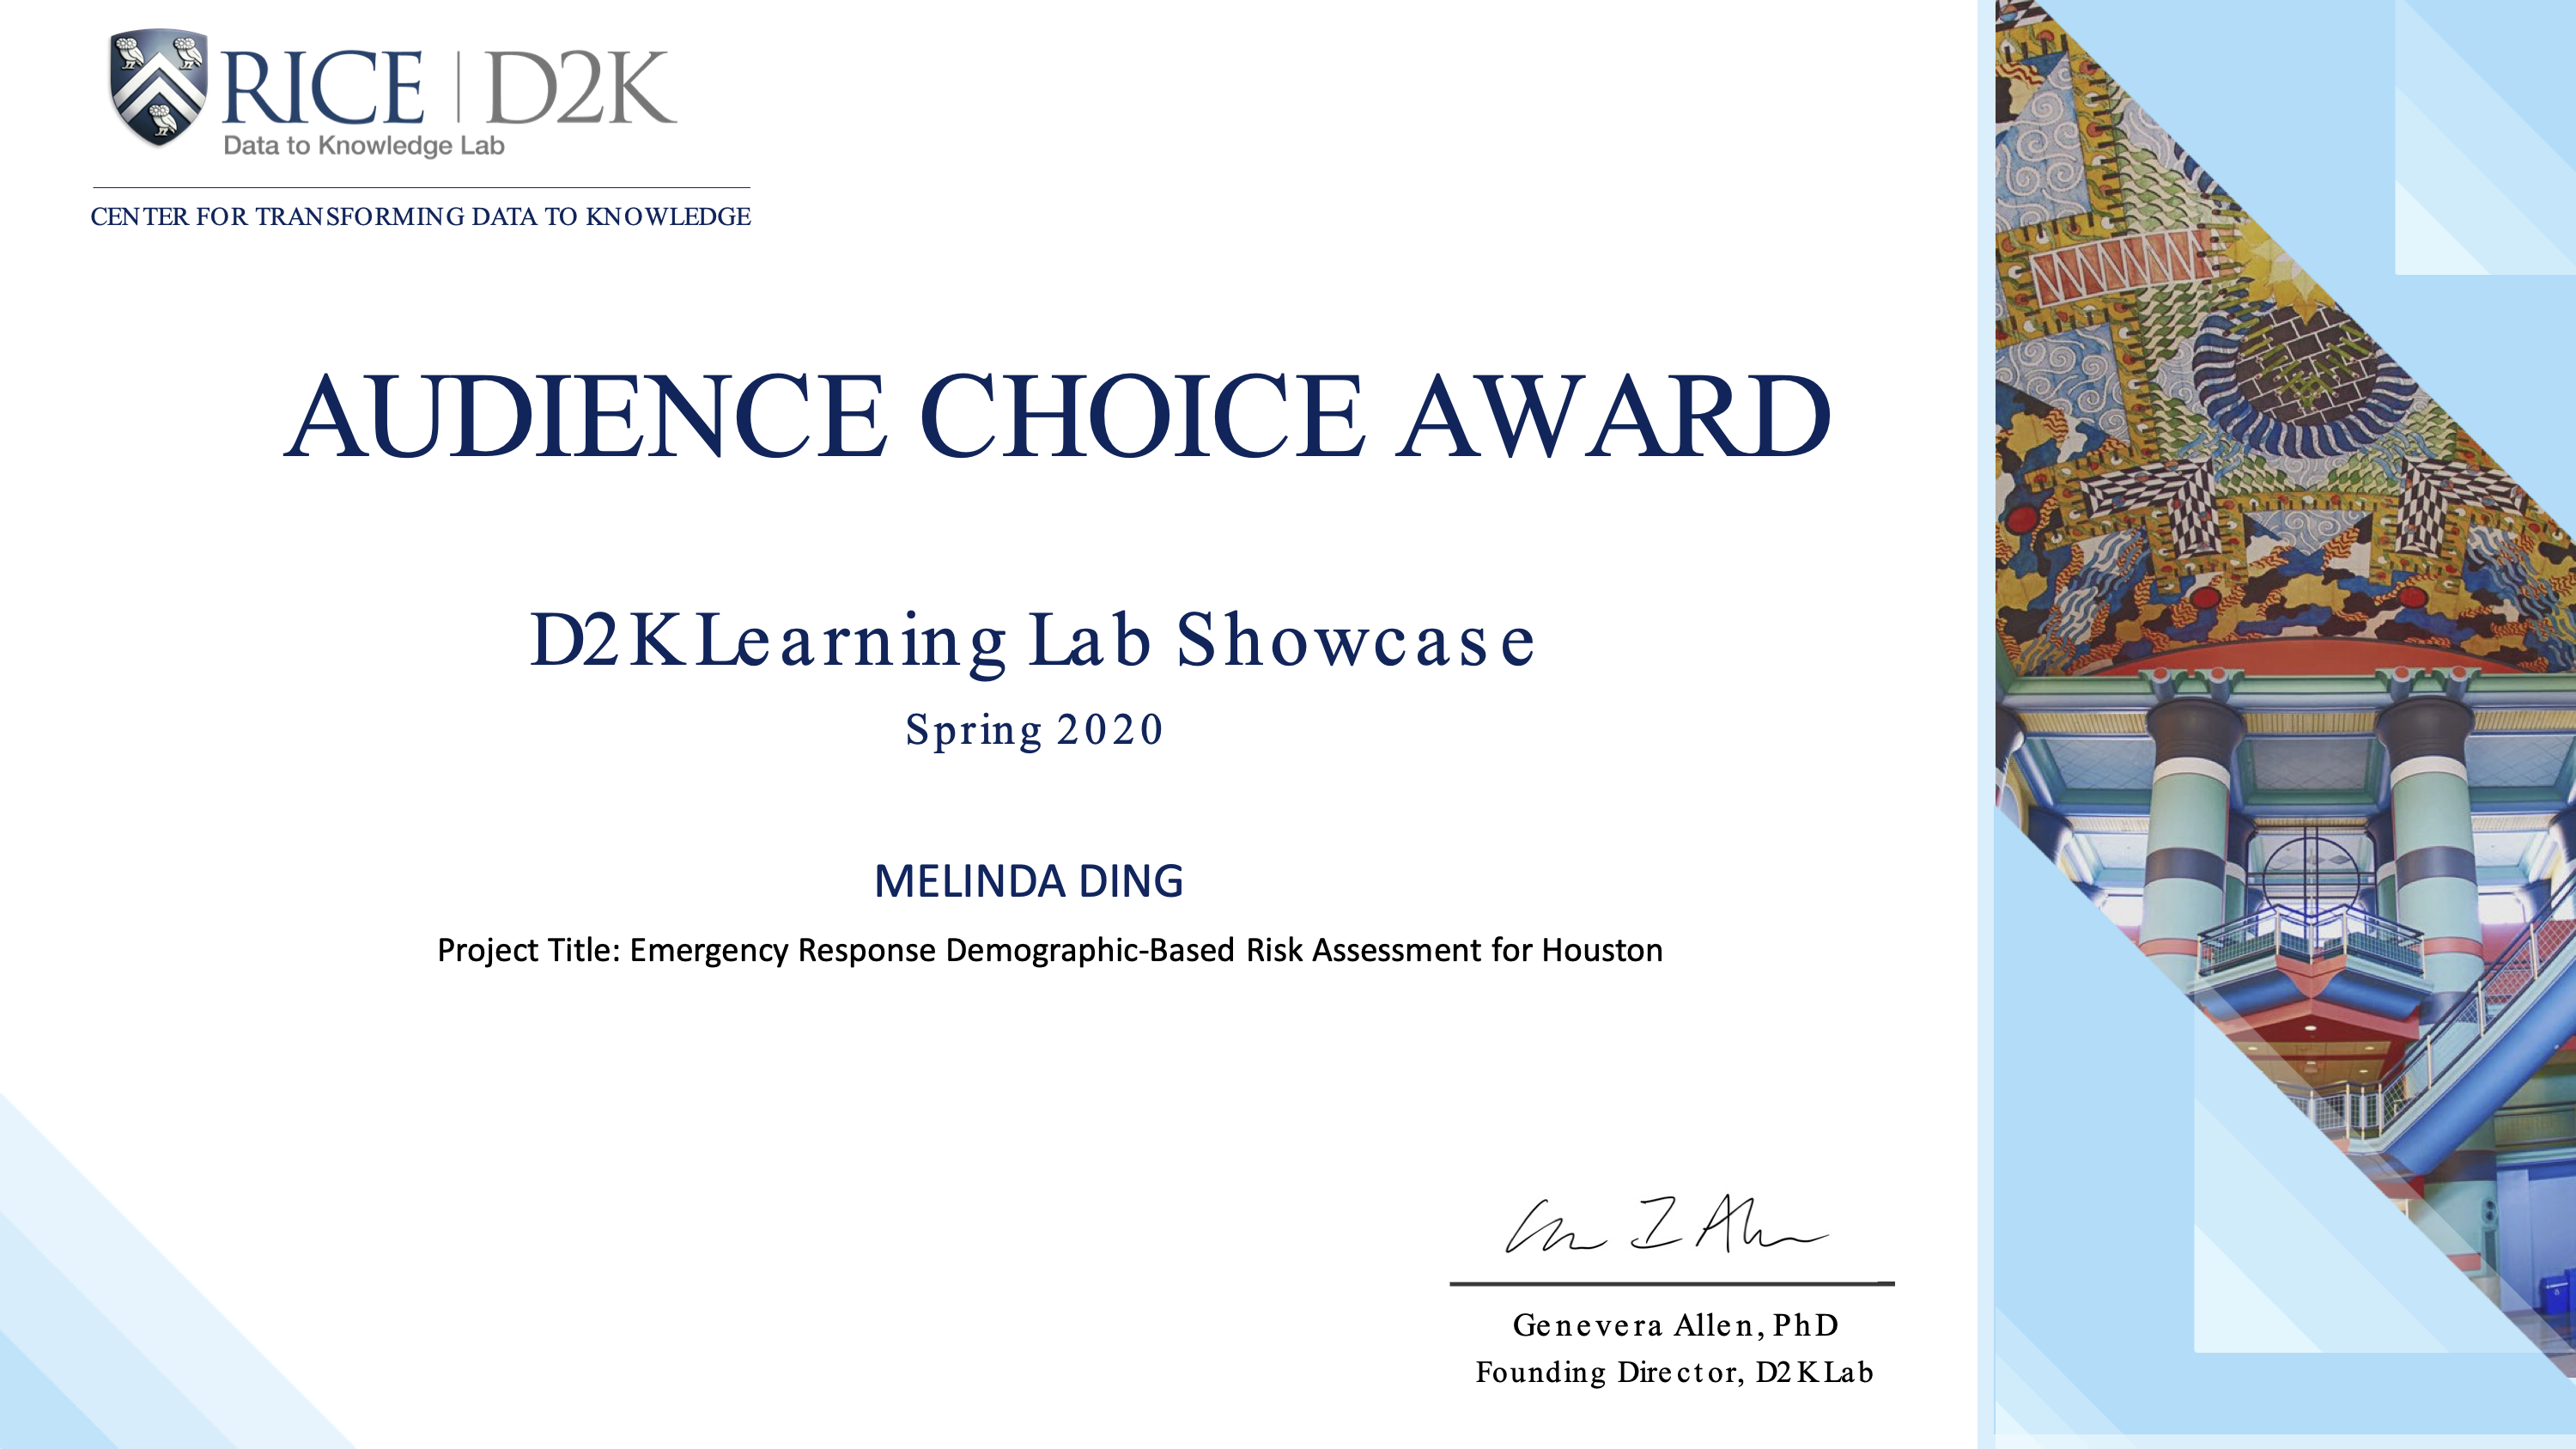 RICE | D2K
Data to Knowledge Lab
CENTER FOR TRANSFORMING DATA TO KNOWLEDGE
AUDIENCE CHOICE AWARD
D2K Learning Lab Showcase
Spring 2020
MELINDA DING
Project Title: Emergency Response Demographic-Based Risk Assessment for Houston
Genevera Allen, PhD
Founding Director, D2K Lab